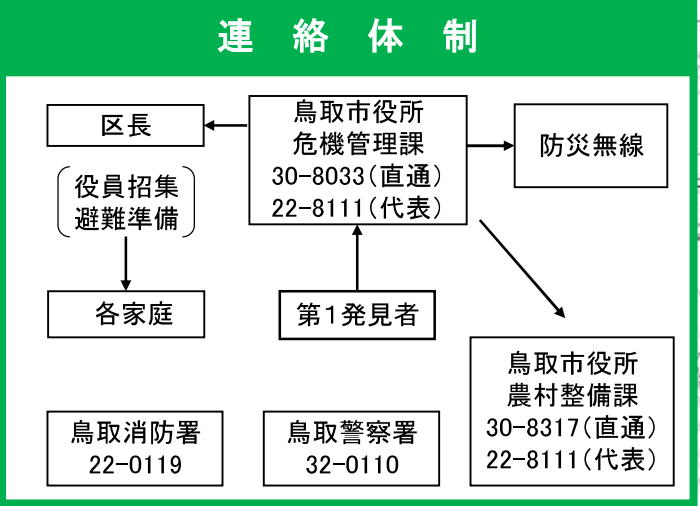 連絡体制
区長
鳥取市役所
危機管理課
30-8033(直通)
22-8111(代表)
防災無線
役員招集
避難準備
各家庭
第1発見者
鳥取市役所
農村整備課
30-8317(直通)
22-8111(代表)
鳥取消防署
22-0119
鳥取警察署
32-0110